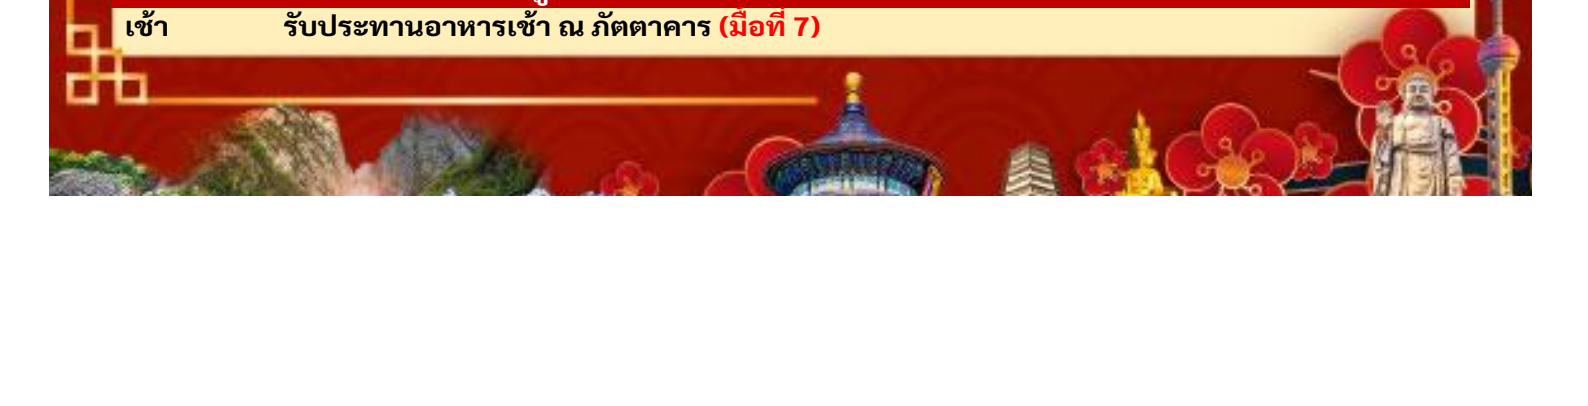 เช้า รับประทานอาหารเช้า ณ ภัตตาคาร (มื้อที่ 7)